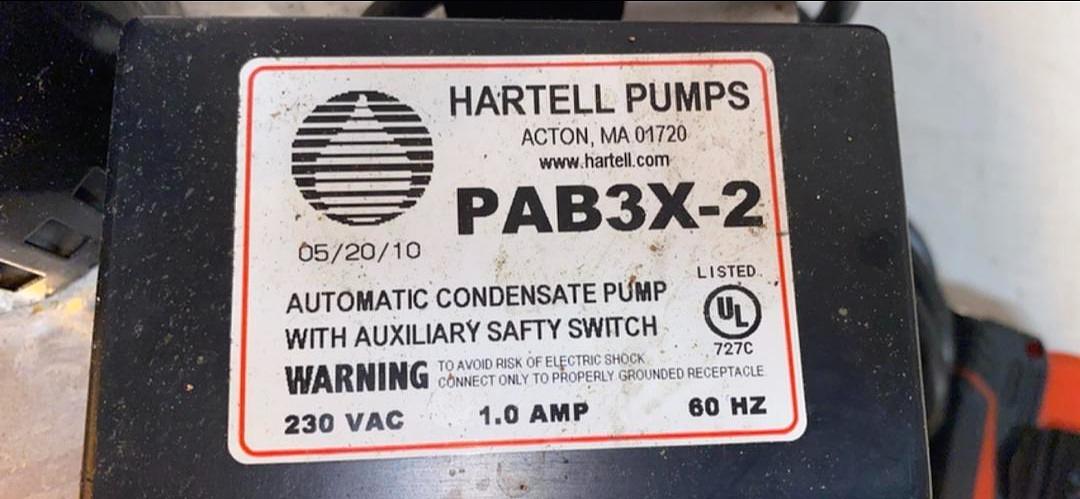 HARTELL PUMPS
ACTON, MA 01720
www.hartell.com
PAB3X-2
05/20/10
AUTOMATIC CONDENSATE PUMP
WITH AUXILIARY SAFTY SWITCH
LISTED
UL
727C
WARNING TO AVOID RISK OF ELECTRIC SHOCK
CONNECT ONLY TO PROPERLY GROUNDED RECEPTACLE
230 VAC 1.0 AMP 60 HZ